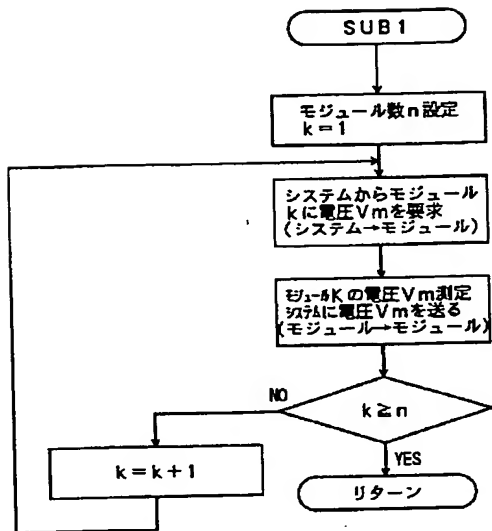 SUB1
モジュール数n設定
k=1
システムからモジュール
kに電圧Vmを要求
(システム→モジュール)
モジュールKの電圧Vm測定
システムに電圧Vmを送る
(モジュール→モジュール)
k≧n
NO
YES
k=k+1
リターン